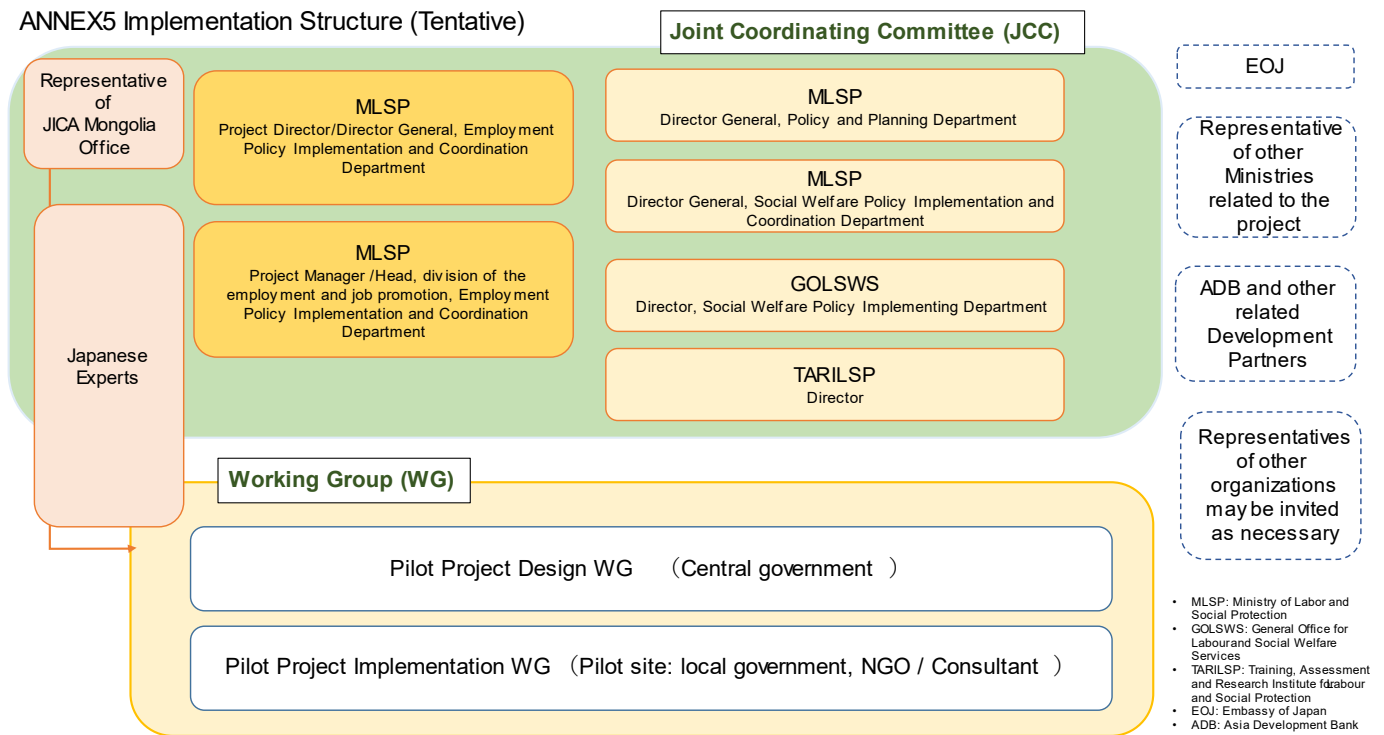 ANNEX5 Implementation Structure (Tentative)
Joint Coordinating Committee (JCC)
Representative
of
JICA Mongolia
Office
MLSP
Project Director/Director General, Employment
Policy Implementation and Coordination
Department
MLSP
Project Manager /Head, division of the
employment and job promotion, Employment
Policy Implementation and Coordination
Department
Japanese
Experts
MLSP
Director General, Policy and Planning Department
MLSP
Director General, Social Welfare Policy Implementation and
Coordination Department
GOLSWS
Director, Social Welfare Policy Implementing Department
TARILSP
Director
EOJ
Representative
of other
Ministries
related to the
project
ADB and other
related
Development
Partners
Representatives
of other
organizations
may be invited
as necessary
Working Group (WG)
Pilot Project Design WG （Central government ）
Pilot Project Implementation WG （Pilot site: local government, NGO / Consultant ）
• MLSP: Ministry of Labor and
Social Protection
• GOLSWS: General Office for
Labourand Social Welfare
Services
• TARILSP: Training, Assessment
and Research Institute forLabour
and Social Protection
• EOJ: Embassy of Japan
• ADB: Asia Development Bank